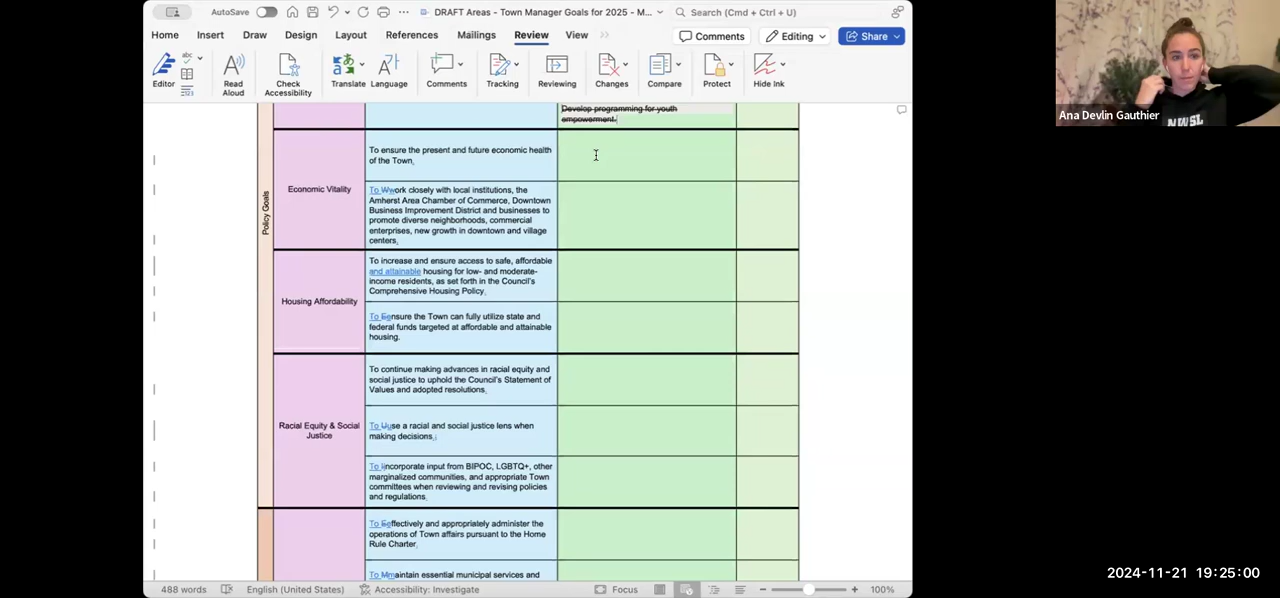 AutoSave
DRAFT Areas - Town Manager Goals for 2025 - M...
Search (Cmd + Ctrl + U)
Home Insert Draw Design Layout References Mailings Review View
Comments Editing Share
Editor Read Aloud Check Accessibility Translate Language Comments Tracking Reviewing Changes Compare Protect Hide Ink
Ana Devlin Gauthier
NWSL
Develop programming for youth
empowerment.
Policy Goals
Economic Vitality
To ensure the present and future economic health
of the Town.
To Wwork closely with local institutions, the
Amherst Area Chamber of Commerce, Downtown
Business Improvement District and businesses to
promote diverse neighborhoods, commercial
enterprises, new growth in downtown and village
centers.
Housing Affordability
To increase and ensure access to safe, affordable
and attainable housing for low- and moderate-
income residents, as set forth in the Council's
Comprehensive Housing Policy.
To Eensure the Town can fully utilize state and
federal funds targeted at affordable and attainable
housing.
Racial Equity & Social
Justice
To continue making advances in racial equity and
social justice to uphold the Council's Statement of
Values and adopted resolutions.
To Uuse a racial and social justice lens when
making decisions.
To Iincorporate input from BIPOC, LGBTQ+, other
marginalized communities, and appropriate Town
committees when reviewing and revising policies
and regulations.
To Eeffectively and appropriately administer the
operations of Town affairs pursuant to the Home
Rule Charter.
To Mmaintain essential municipal services and
488 words English (United States) Accessibility: Investigate Focus 100%
2024-11-21 19:25:00